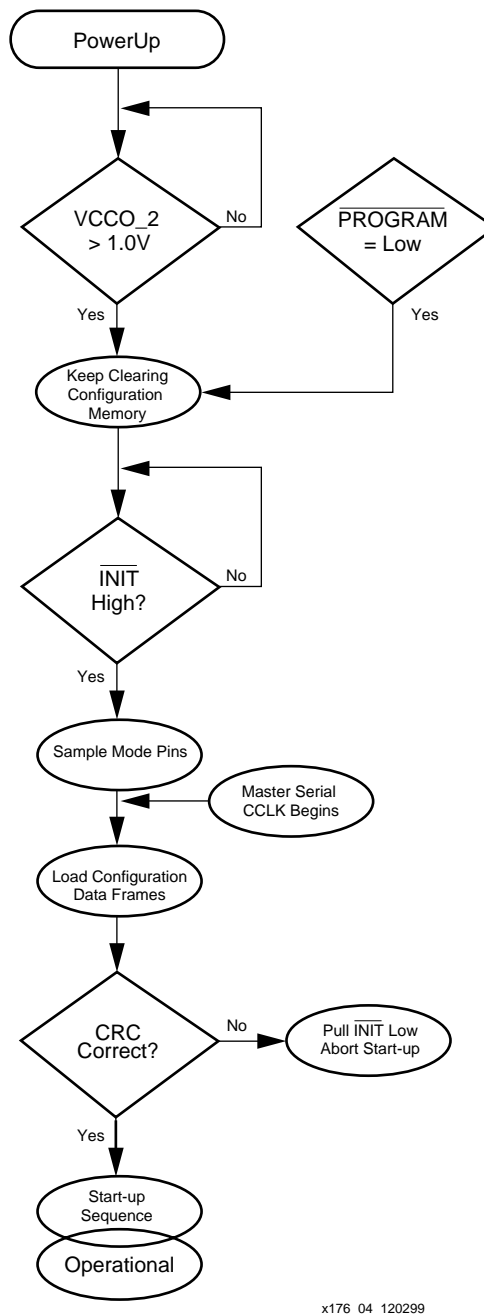 PowerUp
VCCO_2
> 1.0V
No
Yes
PROGRAM
= Low
Yes
Keep Clearing
Configuration
Memory
INIT
High?
No
Yes
Sample Mode Pins
Master Serial
CCLK Begins
Load Configuration
Data Frames
CRC
Correct?
No
Pull INIT Low
Abort Start-up
Yes
Start-up
Sequence
Operational
x176_04_120299